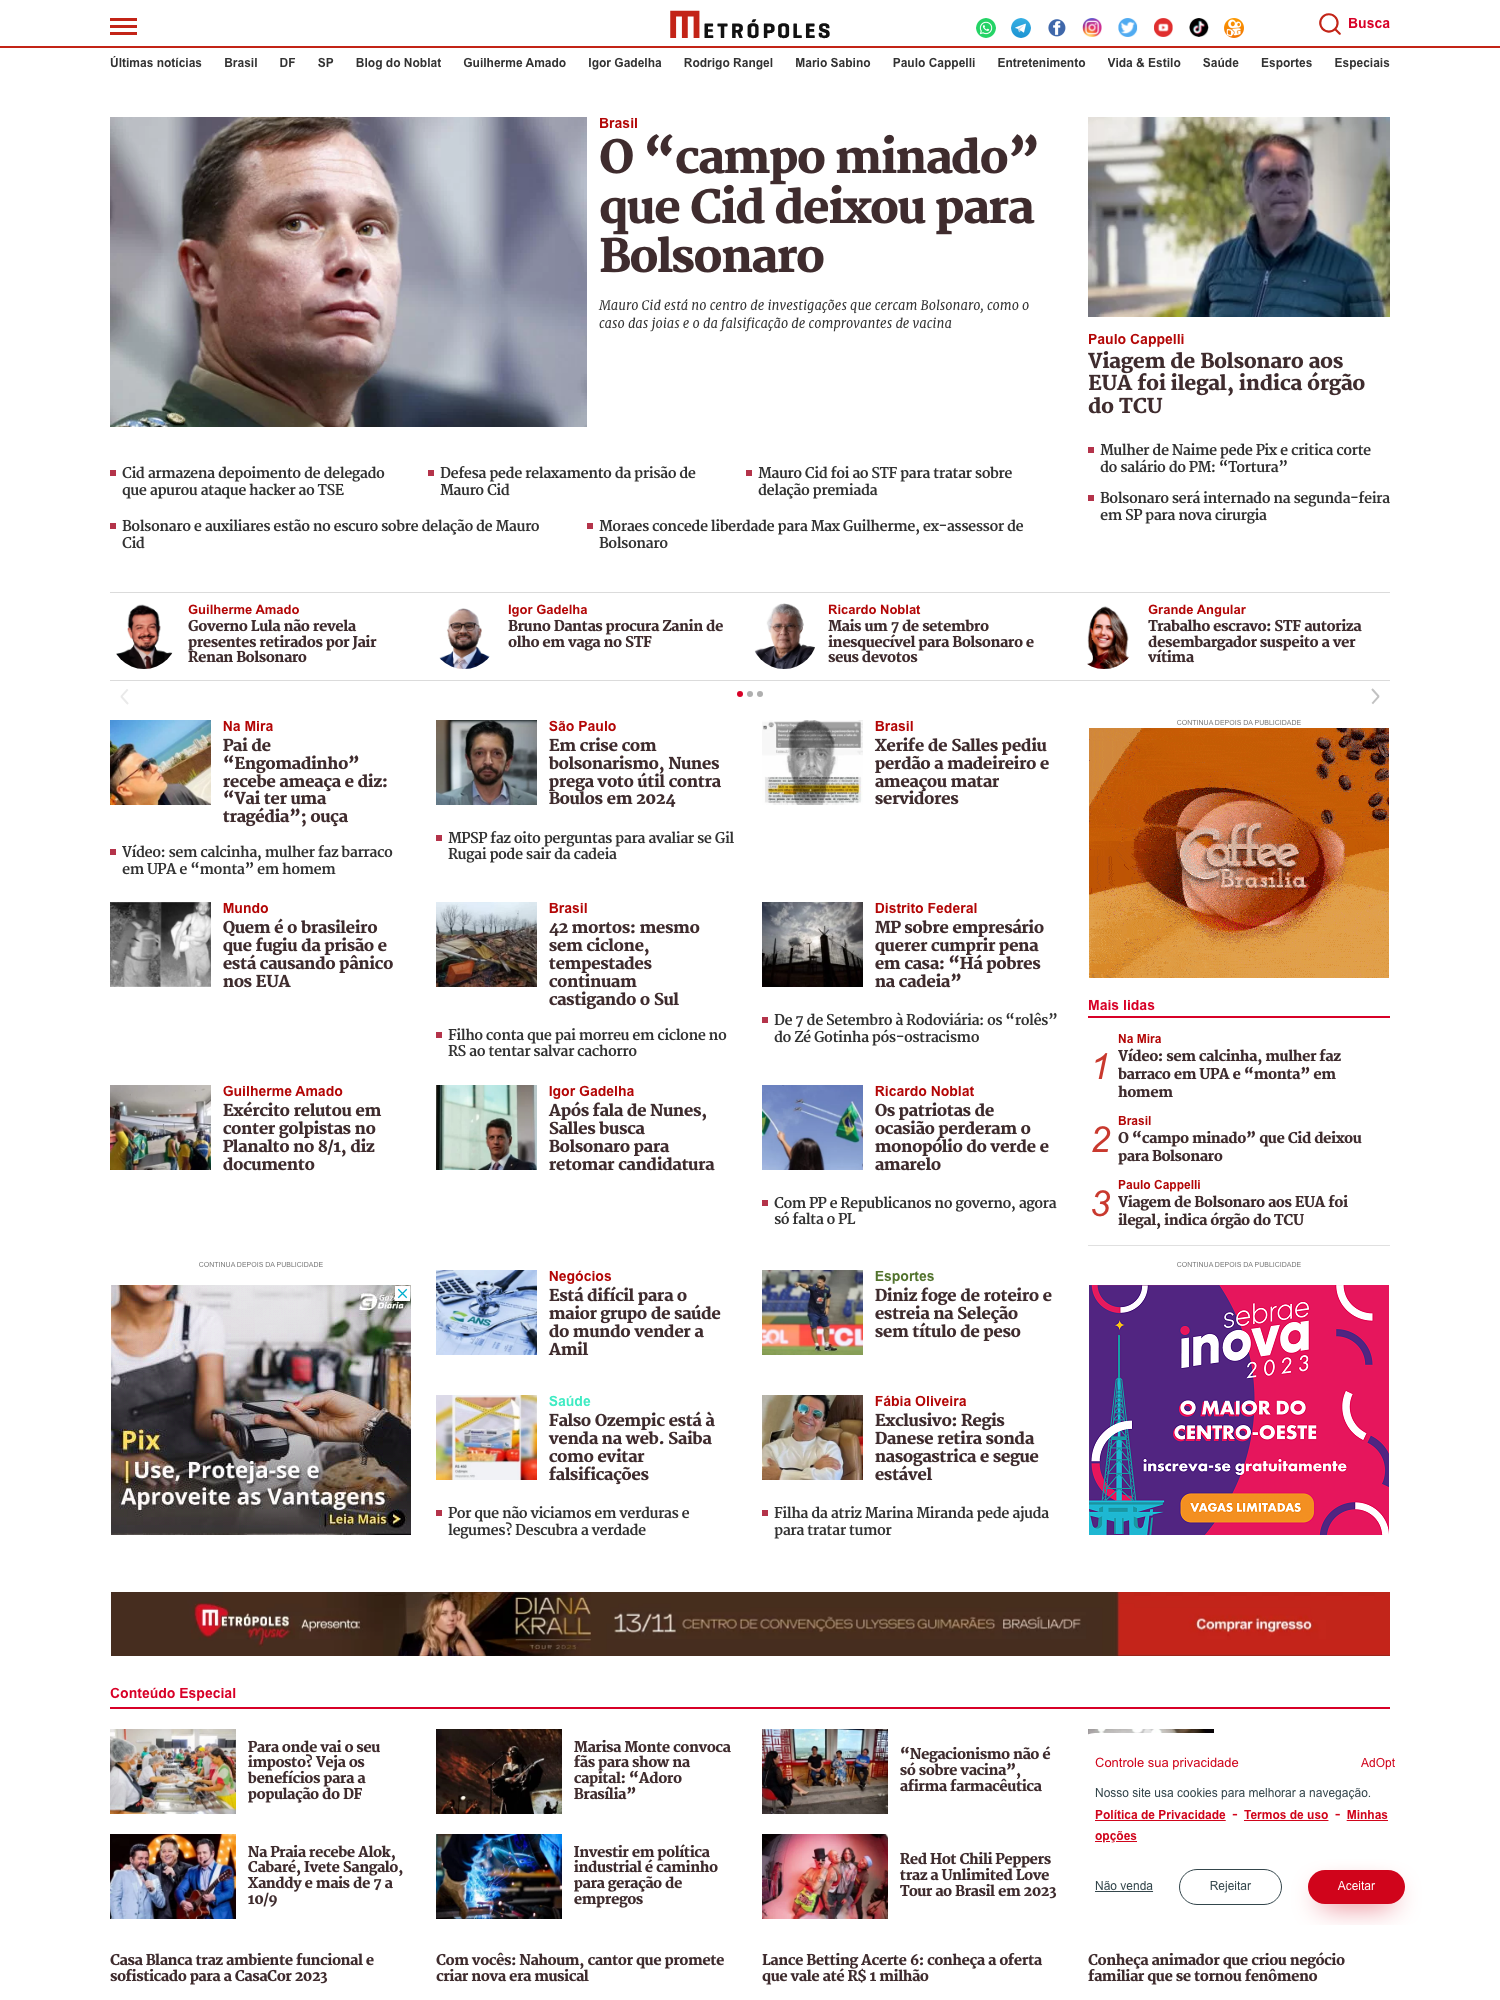 METRÓPOLES
Busca
Últimas notícias Brasil DF SP Blog do Noblat Guilherme Amado Igor Gadelha Rodrigo Rangel Mario Sabino Paulo Cappelli Entretenimento Vida & Estilo Saúde Esportes Especiais
Brasil
O “campo minado”
que Cid deixou para
Bolsonaro
Mauro Cid está no centro de investigações que cercam Bolsonaro, como o
caso das joias e o da falsificação de comprovantes de vacina
Paulo Cappelli
Viagem de Bolsonaro aos
EUA foi ilegal, indica órgão
do TCU
Mulher de Naime pede Pix e critica corte
do salário do PM: “Tortura”
Bolsonaro será internado na segunda-feira
em SP para nova cirurgia
Cid armazena depoimento de delegado
que apurou ataque hacker ao TSE
Defesa pede relaxamento da prisão de
Mauro Cid
Mauro Cid foi ao STF para tratar sobre
delação premiada
Bolsonaro e auxiliares estão no escuro sobre delação de Mauro
Cid
Moraes concede liberdade para Max Guilherme, ex-assessor de
Bolsonaro
Guilherme Amado
Governo Lula não revela
presentes retirados por Jair
Renan Bolsonaro
Igor Gadelha
Bruno Dantas procura Zanin de
olho em vaga no STF
Ricardo Noblat
Mais um 7 de setembro
inesquecível para Bolsonaro e
seus devotos
Grande Angular
Trabalho escravo: STF autoriza
desembargador suspeito a ver
vítima
Na Mira
Pai de
“Engomadinho”
recebe ameaça e diz:
“Vai ter uma
tragédia”; ouça
Vídeo: sem calcinha, mulher faz barraco
em UPA e “monta” em homem
São Paulo
Em crise com
bolsonarismo, Nunes
prega voto útil contra
Boulos em 2024
MPSP faz oito perguntas para avaliar se Gil
Rugai pode sair da cadeia
Brasil
Xerife de Salles pediu
perdão a madeireiro e
ameaçou matar
servidores
CONTINUA DEPOIS DA PUBLICIDADE
Caffee
Brasília
Mundo
Quem é o brasileiro
que fugiu da prisão e
está causando pânico
nos EUA
Brasil
42 mortos: mesmo
sem ciclone,
tempestades
continuam
castigando o Sul
Filho conta que pai morreu em ciclone no
RS ao tentar salvar cachorro
Distrito Federal
MP sobre empresário
querer cumprir pena
em casa: “Há pobres
na cadeia”
De 7 de Setembro à Rodoviária: os “rolês”
do Zé Gotinha pós-ostracismo
Mais lidas
1
Na Mira
Vídeo: sem calcinha, mulher faz
barraco em UPA e “monta” em
homem
2
Brasil
O “campo minado” que Cid deixou
para Bolsonaro
3
Paulo Cappelli
Viagem de Bolsonaro aos EUA foi
ilegal, indica órgão do TCU
Guilherme Amado
Exército relutou em
conter golpistas no
Planalto no 8/1, diz
documento
Igor Gadelha
Após fala de Nunes,
Salles busca
Bolsonaro para
retomar candidatura
Ricardo Noblat
Os patriotas de
ocasião perderam o
monopólio do verde e
amarelo
Com PP e Republicanos no governo, agora
só falta o PL
CONTINUA DEPOIS DA PUBLICIDADE
Diária
Pix
|Use, Proteja-se e
Aproveite as Vantagens
Leia Mais
Negócios
Está difícil para o
maior grupo de saúde
do mundo vender a
Amil
ANS
Esportes
Diniz foge de roteiro e
estreia na Seleção
sem título de peso
CONTINUA DEPOIS DA PUBLICIDADE
sebrae
inova
2023
O MAIOR DO
CENTRO-OESTE
inscreva-se gratuitamente
VAGAS LIMITADAS
Saúde
Falso Ozempic está à
venda na web. Saiba
como evitar
falsificações
Por que não viciamos em verduras e
legumes? Descubra a verdade
Fábia Oliveira
Exclusivo: Regis
Danese retira sonda
nasogastrica e segue
estável
Filha da atriz Marina Miranda pede ajuda
para tratar tumor
METRÓPOLES Music Apresenta: DIANA KRALL TOUR 2023 13/11 CENTRO DE CONVENÇÕES ULYSSES GUIMARÃES BRASÍLIA/DF Comprar ingresso
Conteúdo Especial
Para onde vai o seu
imposto? Veja os
benefícios para a
população do DF
Marisa Monte convoca
fãs para show na
capital: “Adoro
Brasília”
“Negacionismo não é
só sobre vacina”,
afirma farmacêutica
Na Praia recebe Alok,
Cabaré, Ivete Sangalo,
Xanddy e mais de 7 a
10/9
Investir em política
industrial é caminho
para geração de
empregos
Red Hot Chili Peppers
traz a Unlimited Love
Tour ao Brasil em 2023
Controle sua privacidade AdOpt
Nosso site usa cookies para melhorar a navegação.
Política de Privacidade - Termos de uso - Minhas
opções
Não venda Rejeitar Aceitar
Casa Blanca traz ambiente funcional e
sofisticado para a CasaCor 2023
Com vocês: Nahoum, cantor que promete
criar nova era musical
Lance Betting Acerte 6: conheça a oferta
que vale até R$ 1 milhão
Conheça animador que criou negócio
familiar que se tornou fenômeno